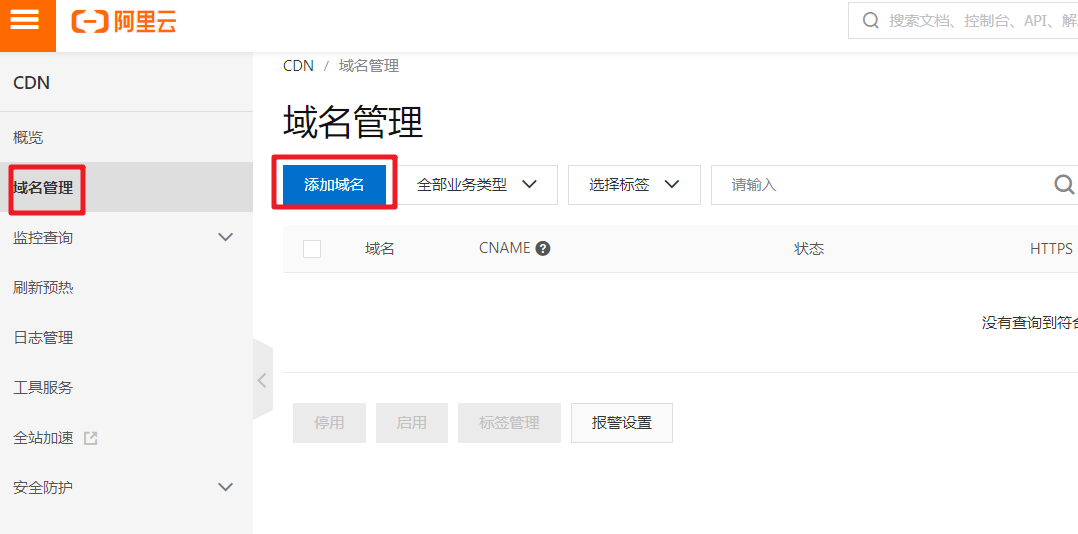 阿里云
搜索文档、控制台、API、解
CDN
概览
域名管理
监控查询
刷新预热
日志管理
工具服务
全站加速
安全防护
CDN / 域名管理
域名管理
添加域名 全部业务类型 选择标签 请输入
域名 CNAME ? 状态 HTTPS
没有查询到符合
停用 启用 标签管理 报警设置